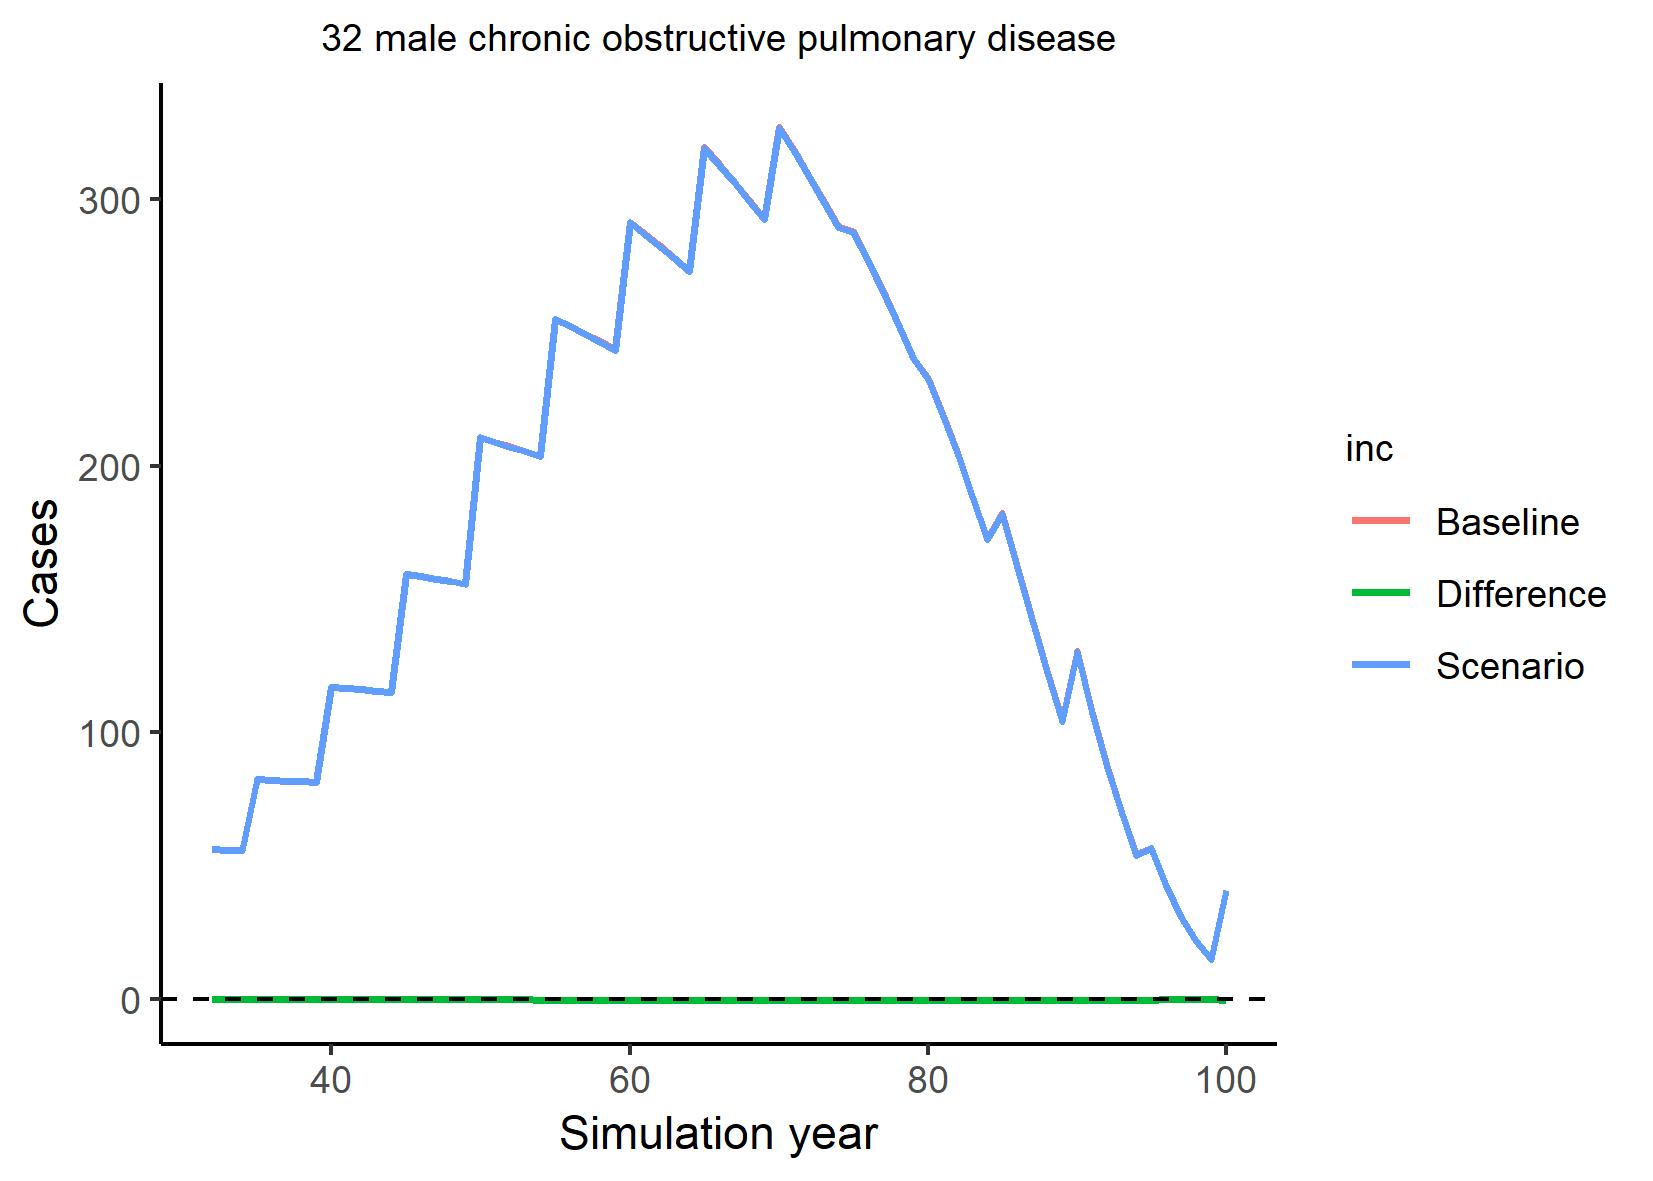 32 male chronic obstructive pulmonary disease
300
200
100
0
Cases
40
60
80
100
Simulation year
inc
Baseline
Difference
Scenario